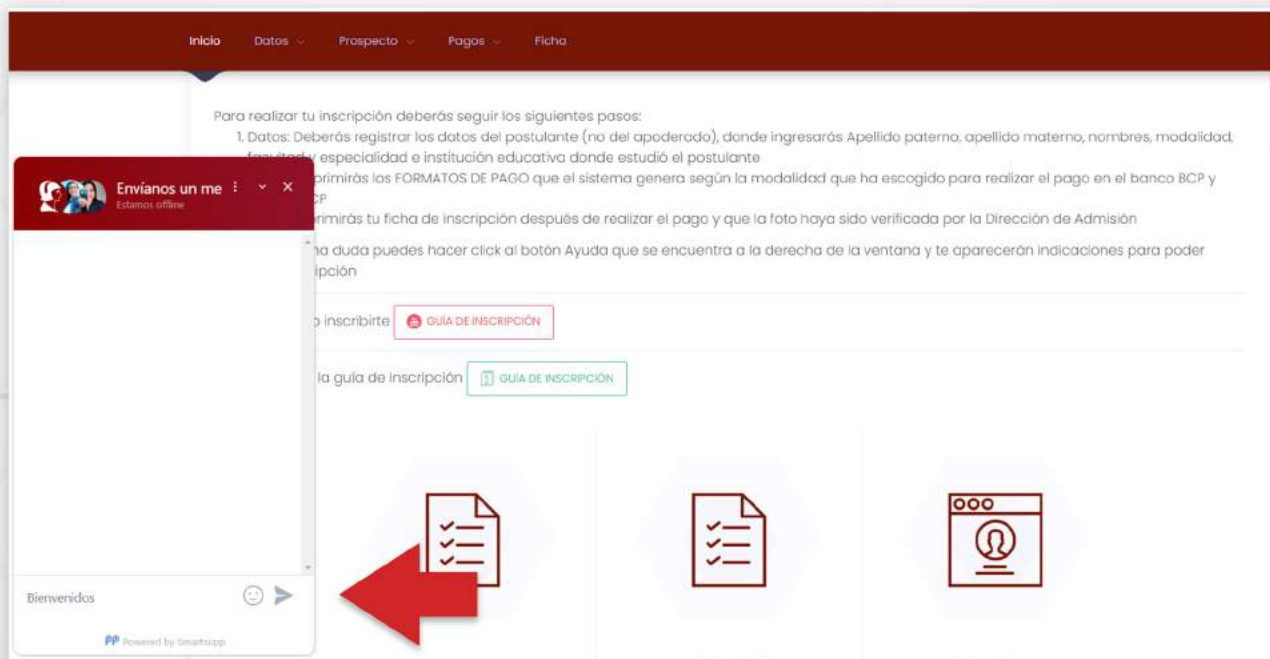 Inicio Datos Prospecto Pagos Ficha
Para realizar tu inscripción deberás seguir los siguientes pasos:
1. Datos: Deberás registrar los datos del postulante (no del apoderado), donde ingresarás Apellido paterno, apellido materno, nombres, modalidad,
facultad y especialidad e institución educativa donde estudió el postulante
primirás los FORMATOS DE PAGO que el sistema genera según la modalidad que ha escogido para realizar el pago en el banco BCP y
CP
rimirás tu ficha de inscripción después de realizar el pago y que la foto haya sido verificada por la Dirección de Admisión
na duda puedes hacer click al botón Ayuda que se encuentra a la derecha de la ventana y te aparecerán indicaciones para poder
ripción
o inscribirte GUÍA DE INSCRIPCIÓN
la guía de inscripción GUÍA DE INSCRIPCIÓN
Envíanos un me
Estamos offline
Bienvenidos
Powered by Smartsupp